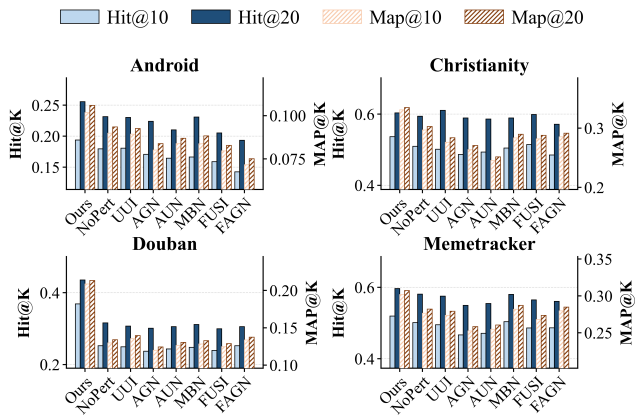 Hit@10 Hit@20 Map@10 Map@20
Android
Hit@K
0.25
0.20
0.15
0.100
0.075
MAP@K
Ours NoPert UUI AGN AUN MBN FUSI FAGN
Christianity
Hit@K
0.6
0.4
0.3
0.2
MAP@K
Ours NoPert UUI AGN AUN MBN FUSI FAGN
Douban
Hit@K
0.4
0.2
0.20
0.15
0.10
MAP@K
Ours NoPert UUI AGN AUN MBN FUSI FAGN
Memetracker
Hit@K
0.6
0.4
0.35
0.30
0.25
MAP@K
Ours NoPert UUI AGN AUN MBN FUSI FAGN